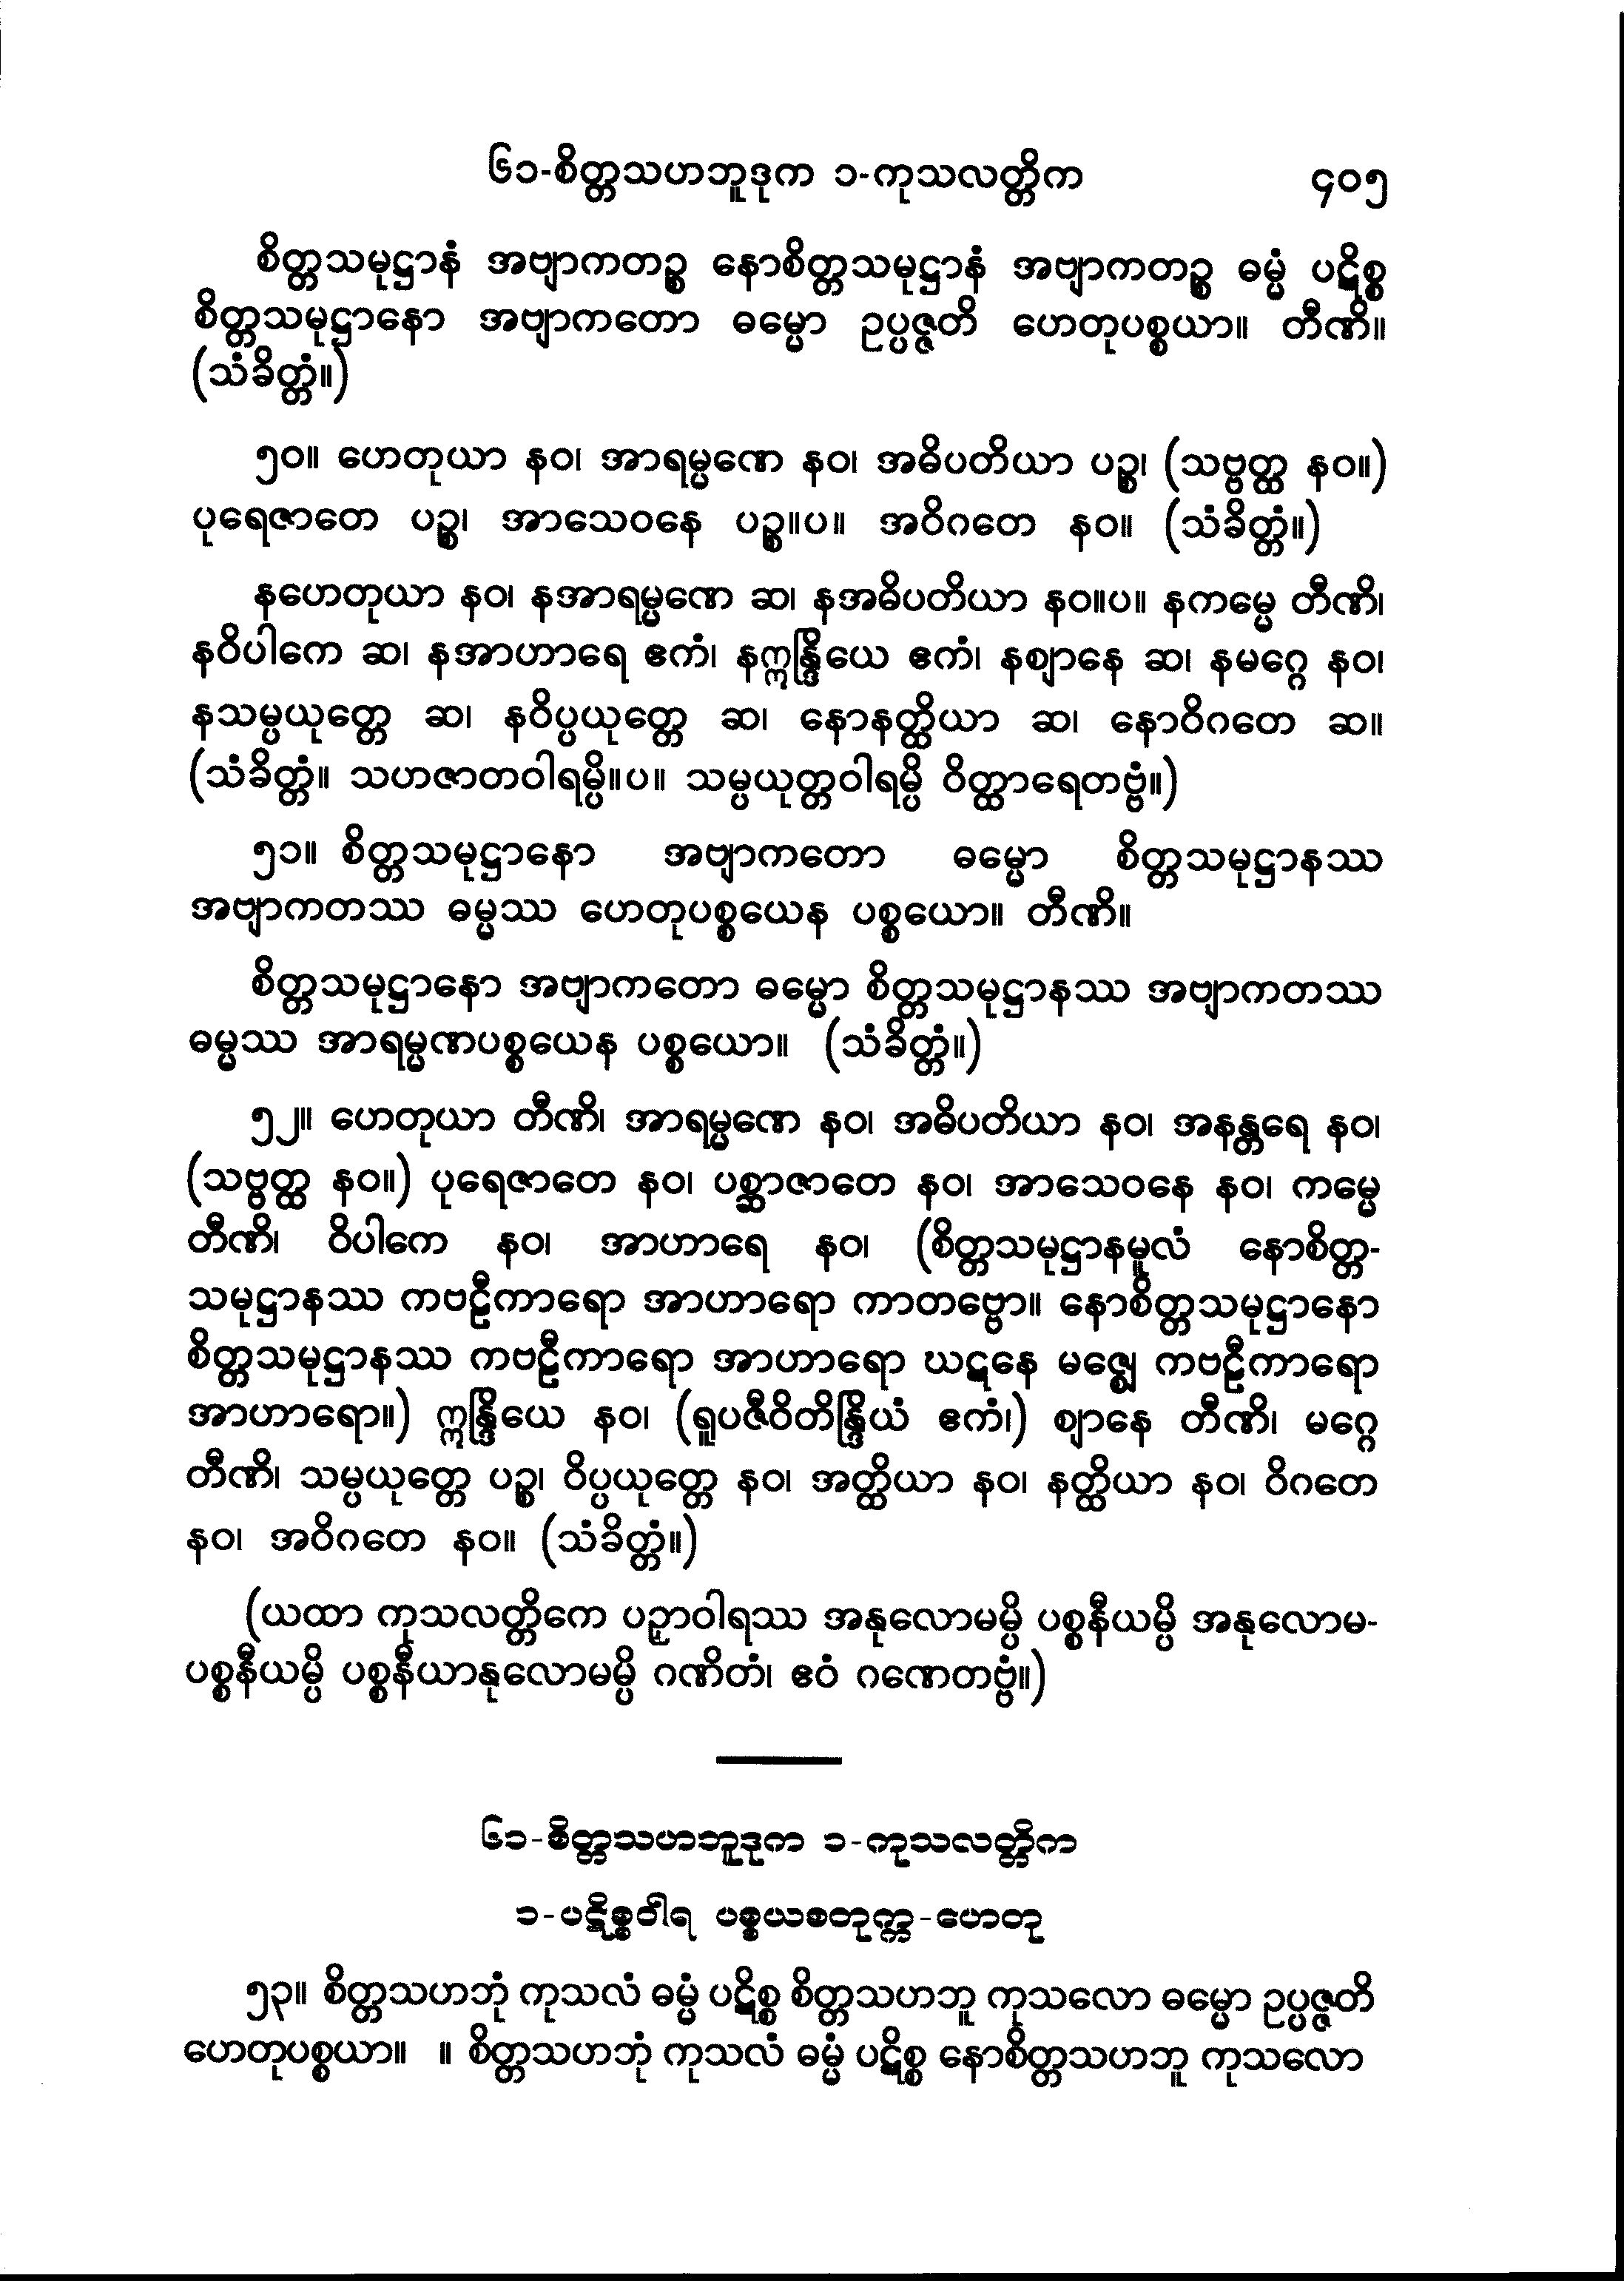 ၆၁-စိတ္တသဟဘူဒုက ၁-ကုသလတ္တိက ၄၀၅
စိတ္တသမုဋ္ဌာနံ အဗျာကတဉ္စ နောစိတ္တသမုဋ္ဌာနံ အဗျာကတဉ္စ ဓမ္မံ ပဋိစ္စ
စိတ္တသမုဋ္ဌာနော အဗျာကတော ဓမ္မော ဥပ္ပဇ္ဇတိ ဟေတုပစ္စယာ။ တီဏိ။
(သံခိတ္တံ။)
၅၀။ ဟေတုယာ နဝ၊ အာရမ္မဏေ နဝ၊ အဓိပတိယာ ပဉ္စ၊ (သဗ္ဗတ္ထ နဝ။)
ပုရေဇာတေ ပဉ္စ၊ အာသေဝနေ ပဉ္စ။ပ။ အဝိဂတေ နဝ။ (သံခိတ္တံ။)
နဟေတုယာ နဝ၊ နအာရမ္မဏေ ဆ၊ နအဓိပတိယာ နဝ။ပ။ နကမ္မေ တီဏိ၊
နဝိပါကေ ဆ၊ နအာဟာရေ ဧကံ၊ နဣန္ဒြိယေ ဧကံ၊ နဈာနေ ဆ၊ နမဂ္ဂေ နဝ၊
နသမ္ပယုတ္တေ ဆ၊ နဝိပ္ပယုတ္တေ ဆ၊ နောနတ္ထိယာ ဆ၊ နောဝိဂတေ ဆ။
(သံခိတ္တံ။ သဟဇာတဝါရမ္ပိ။ပ။ သမ္ပယုတ္တဝါရမ္ပိ ဝိတ္ထာရေတဗ္ဗံ။)
၅၁။ စိတ္တသမုဋ္ဌာနော အဗျာကတော ဓမ္မော စိတ္တသမုဋ္ဌာနဿ
အဗျာကတဿ ဓမ္မဿ ဟေတုပစ္စယေန ပစ္စယော။ တီဏိ။
စိတ္တသမုဋ္ဌာနော အဗျာကတော ဓမ္မော စိတ္တသမုဋ္ဌာနဿ အဗျာကတဿ
ဓမ္မဿ အာရမ္မဏပစ္စယေန ပစ္စယော။ (သံခိတ္တံ။)
၅၂။ ဟေတုယာ တီဏိ၊ အာရမ္မဏေ နဝ၊ အဓိပတိယာ နဝ၊ အနန္တရေ နဝ၊
(သဗ္ဗတ္ထ နဝ။) ပုရေဇာတေ နဝ၊ ပစ္ဆာဇာတေ နဝ၊ အာသေဝနေ နဝ၊ ကမ္မေ
တီဏိ၊ ဝိပါကေ နဝ၊ အာဟာရေ နဝ၊ (စိတ္တသမုဋ္ဌာနမူလံ နောစိတ္တ-
သမုဋ္ဌာနဿ ကဗဠီကာရော အာဟာရော ကာတဗ္ဗော။ နောစိတ္တသမုဋ္ဌာနော
စိတ္တသမုဋ္ဌာနဿ ကဗဠီကာရော အာဟာရော ဃဋနေ မဇ္ဈေ ကဗဠီကာရော
အာဟာရော။) ဣန္ဒြိယေ နဝ၊ (ရူပဇီဝိတိန္ဒြိယံ ဧကံ၊) ဈာနေ တီဏိ၊ မဂ္ဂေ
တီဏိ၊ သမ္ပယုတ္တေ ပဉ္စ၊ ဝိပ္ပယုတ္တေ နဝ၊ အတ္ထိယာ နဝ၊ နတ္ထိယာ နဝ၊ ဝိဂတေ
နဝ၊ အဝိဂတေ နဝ။ (သံခိတ္တံ။)
(ယထာ ကုသလတ္တိကေ ပဉှာဝါရဿ အနုလောမမ္ပိ ပစ္စနီယမ္ပိ အနုလောမ-
ပစ္စနီယမ္ပိ ပစ္စနီယာနုလောမမ္ပိ ဂဏိတံ၊ ဧဝံ ဂဏေတဗ္ဗံ။)
၆၁-စိတ္တသဟဘူဒုက ၁-ကုသလတ္တိက
၁-ပဋိစ္စဝါရ ပစ္စယစတုက္က-ဟေတု
၅၃။ စိတ္တသဟဘုံ ကုသလံ ဓမ္မံ ပဋိစ္စ စိတ္တသဟဘူ ကုသလော ဓမ္မော ဥပ္ပဇ္ဇတိ
ဟေတုပစ္စယာ။ ။ စိတ္တသဟဘုံ ကုသလံ ဓမ္မံ ပဋိစ္စ နောစိတ္တသဟဘူ ကုသလော